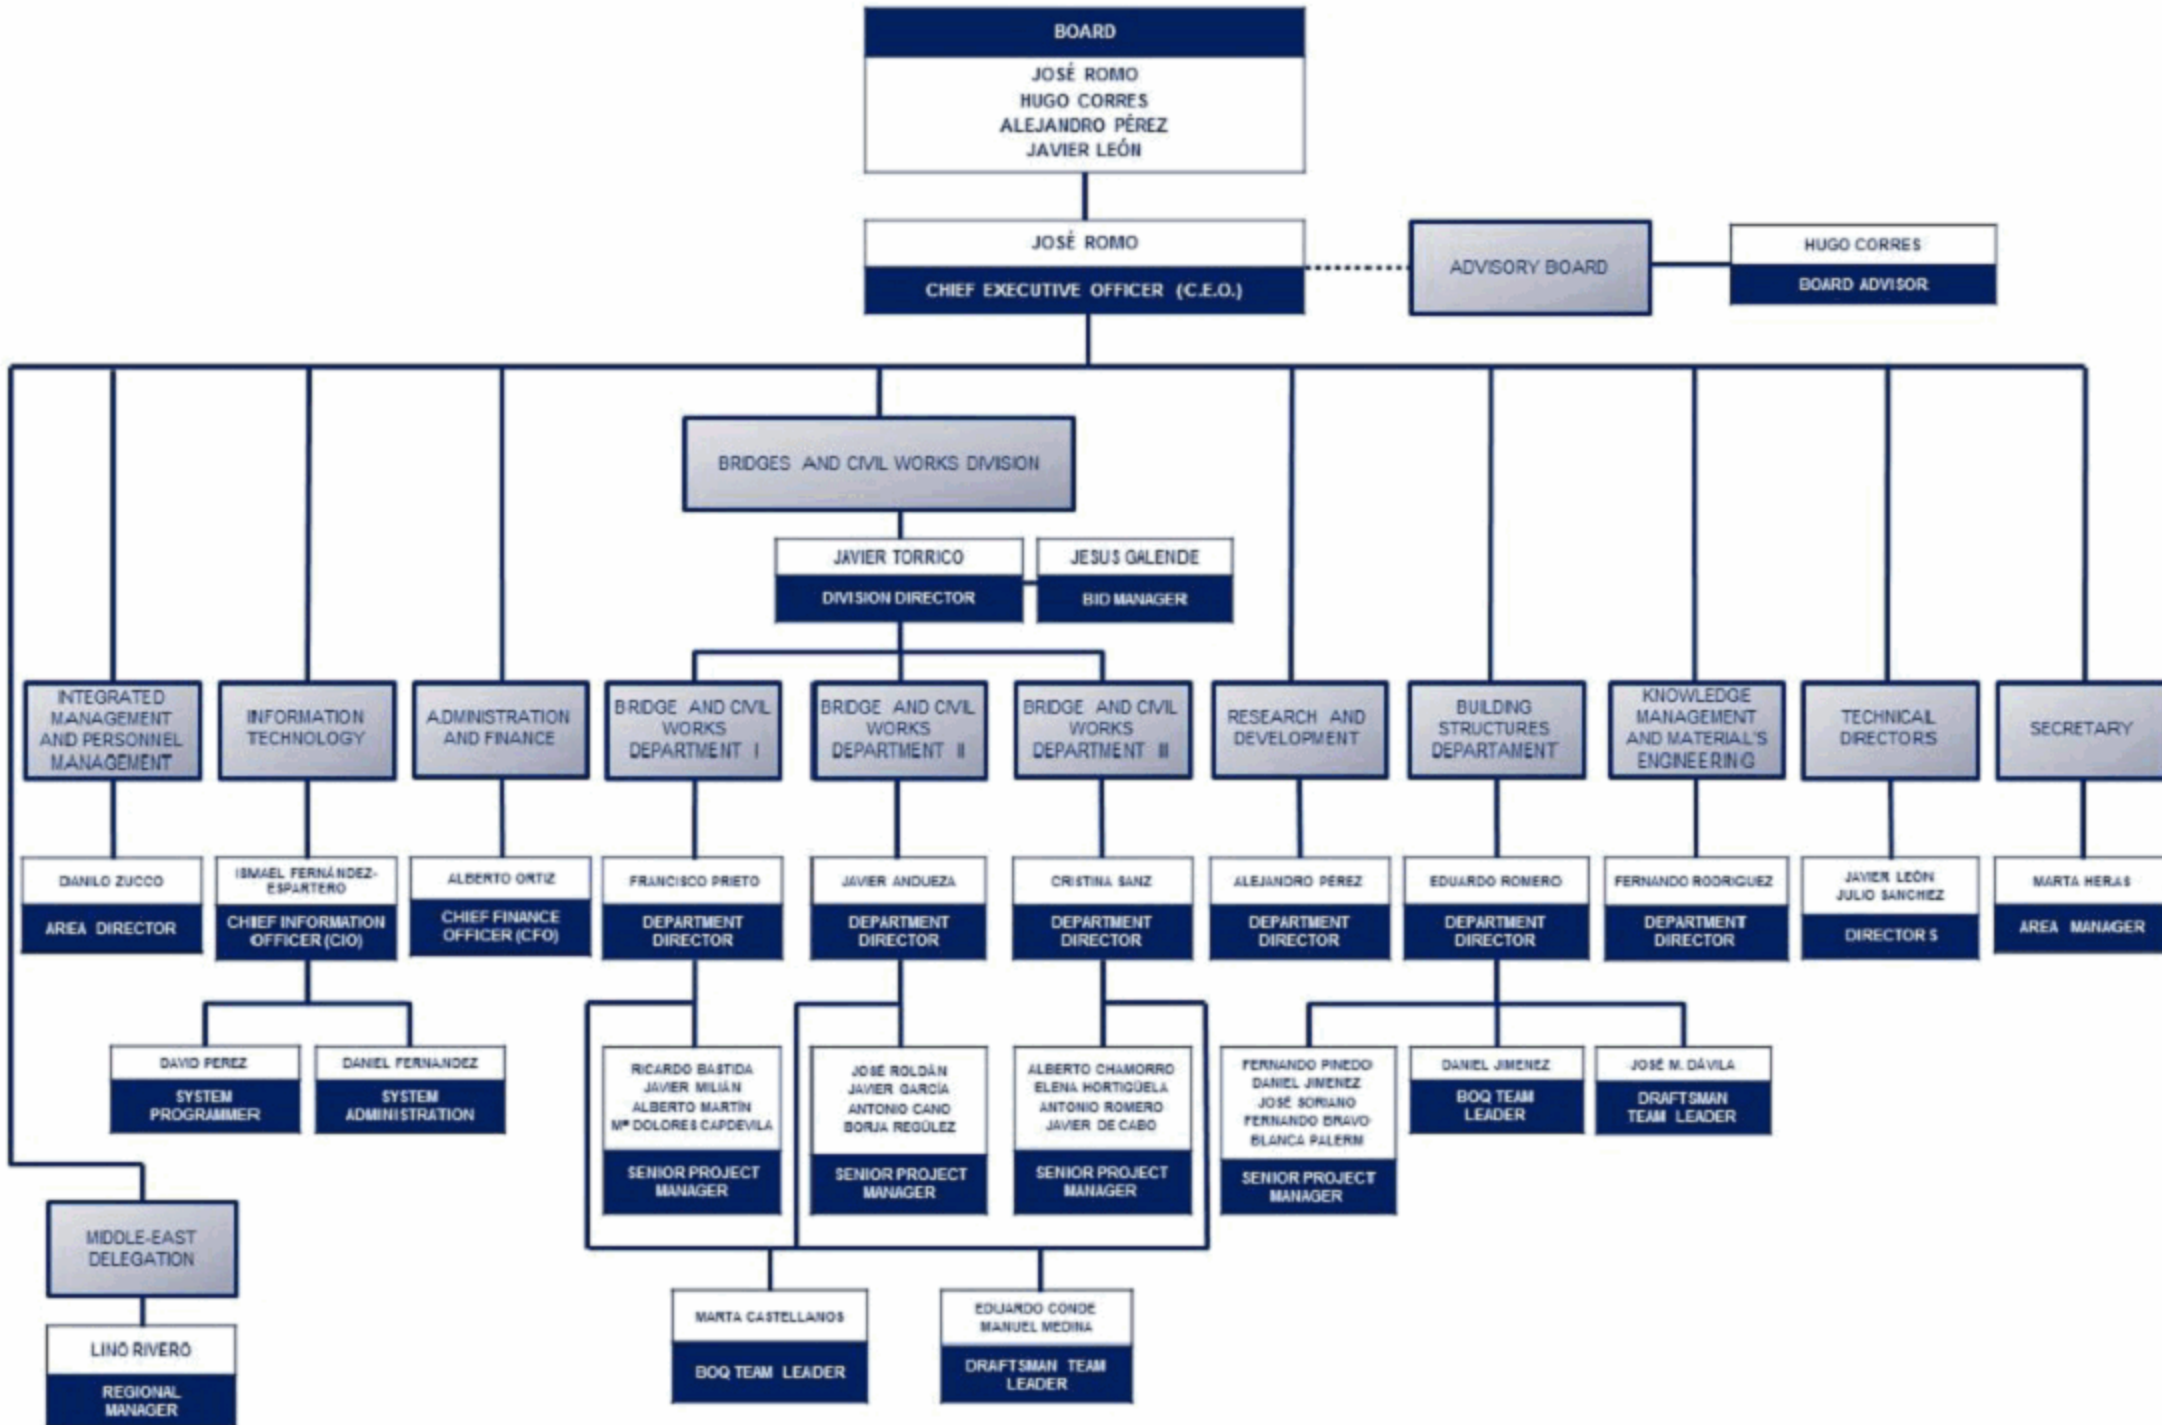 BOARD
JOSÉ ROMO
HUGO CORRES
ALEJANDRO PÉREZ
JAVIER LEÓN
JOSÉ ROMO
CHIEF EXECUTIVE OFFICER (C.E.O.)
ADVISORY BOARD
HUGO CORRES
BOARD ADVISOR
BRIDGES AND CIVIL WORKS DIVISION
JAVIER TORRICO
DIVISION DIRECTOR
JESUS GALENDE
BID MANAGER
INTEGRATED
MANAGEMENT
AND PERSONNEL
MANAGEMENT
INFORMATION
TECHNOLOGY
ADMINISTRATION
AND FINANCE
BRIDGE AND CIVIL
WORKS
DEPARTMENT I
BRIDGE AND CIVIL
WORKS
DEPARTMENT II
BRIDGE AND CIVIL
WORKS
DEPARTMENT III
RESEARCH AND
DEVELOPMENT
BUILDING
STRUCTURES
DEPARTAMENT
KNOWLEDGE
MANAGEMENT
AND MATERIAL'S
ENGINEERING
TECHNICAL
DIRECTORS
SECRETARY
DANILO ZUCCO
AREA DIRECTOR
ISMAEL FERNÁNDEZ-
ESPARTERO
CHIEF INFORMATION
OFFICER (CIO)
ALBERTO ORTIZ
CHIEF FINANCE
OFFICER (CFO)
FRANCISCO PRIETO
DEPARTMENT
DIRECTOR
JAVIER ANDUEZA
DEPARTMENT
DIRECTOR
CRISTINA SANZ
DEPARTMENT
DIRECTOR
ALEJANDRO PÉREZ
DEPARTMENT
DIRECTOR
EDUARDO ROMERO
DEPARTMENT
DIRECTOR
FERNANDO RODRIGUEZ
DEPARTMENT
DIRECTOR
JAVIER LEÓN
JULIO SANCHEZ
DIRECTORS
MARTA HERAS
AREA MANAGER
DAVID PEREZ
SYSTEM
PROGRAMMER
DANIEL FERNANDEZ
SYSTEM
ADMINISTRATION
RICARDO BASTIDA
JAVIER MILIÁN
ALBERTO MARTÍN
Mª DOLORES CAPDEVILA
SENIOR PROJECT
MANAGER
JOSÉ ROLDÁN
JAVIER GARCÍA
ANTONIO CANO
BORJA REGÚLEZ
SENIOR PROJECT
MANAGER
ALBERTO CHAMORRO
ELENA HORTIGÜELA
ANTONIO ROMERO
JAVIER DE CABO
SENIOR PROJECT
MANAGER
FERNANDO PINEDO
DANIEL JIMENEZ
JOSÉ SORIANO
FERNANDO BRAVO
BLANCA PALERM
SENIOR PROJECT
MANAGER
DANIEL JIMENEZ
BOQ TEAM
LEADER
JOSÉ M. DÁVILA
DRAFTSMAN
TEAM LEADER
MIDDLE-EAST
DELEGATION
LINO RIVERO
REGIONAL
MANAGER
MARTA CASTELLANOS
BOQ TEAM LEADER
EDUARDO CONDE
MANUEL MEDINA
DRAFTSMAN TEAM
LEADER